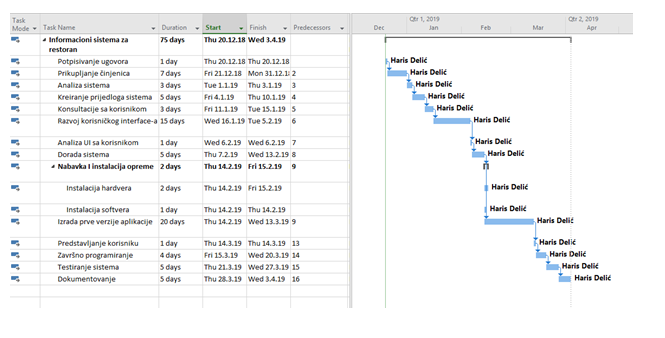 Task Mode Task Name Duration Start Finish Predecessors
Qtr 1, 2019 Qtr 2, 2019
Dec Jan Feb Mar Apr
Informacioni sistema za restoran 75 days Thu 20.12.18 Wed 3.4.19
Potpisivanje ugovora 1 day Thu 20.12.18 Thu 20.12.18 Haris Delić
Prikupljanje činjenica 7 days Fri 21.12.18 Mon 31.12.18 2 Haris Delić
Analiza sistema 3 days Tue 1.1.19 Thu 3.1.19 3 Haris Delić
Kreiranje prijedloga sistema 5 days Fri 4.1.19 Thu 10.1.19 4 Haris Delić
Konsultacije sa korisnikom 3 days Fri 11.1.19 Tue 15.1.19 5 Haris Delić
Razvoj korisničkog interface-a 15 days Wed 16.1.19 Tue 5.2.19 6 Haris Delić
Analiza UI sa korisnikom 1 day Wed 6.2.19 Wed 6.2.19 7 Haris Delić
Dorada sistema 5 days Thu 7.2.19 Wed 13.2.19 8 Haris Delić
Nabavka I instalacija opreme 2 days Thu 14.2.19 Fri 15.2.19 9
Instalacija hardvera 2 days Thu 14.2.19 Fri 15.2.19 Haris Delić
Instalacija softvera 1 day Thu 14.2.19 Thu 14.2.19 Haris Delić
Izrada prve verzije aplikacije 20 days Thu 14.2.19 Wed 13.3.19 9 Haris Delić
Predstavljanje korisniku 1 day Thu 14.3.19 Thu 14.3.19 13 Haris Delić
Završno programiranje 4 days Fri 15.3.19 Wed 20.3.19 14 Haris Delić
Testiranje sistema 5 days Thu 21.3.19 Wed 27.3.19 15 Haris Delić
Dokumentovanje 5 days Thu 28.3.19 Wed 3.4.19 16 Haris Delić